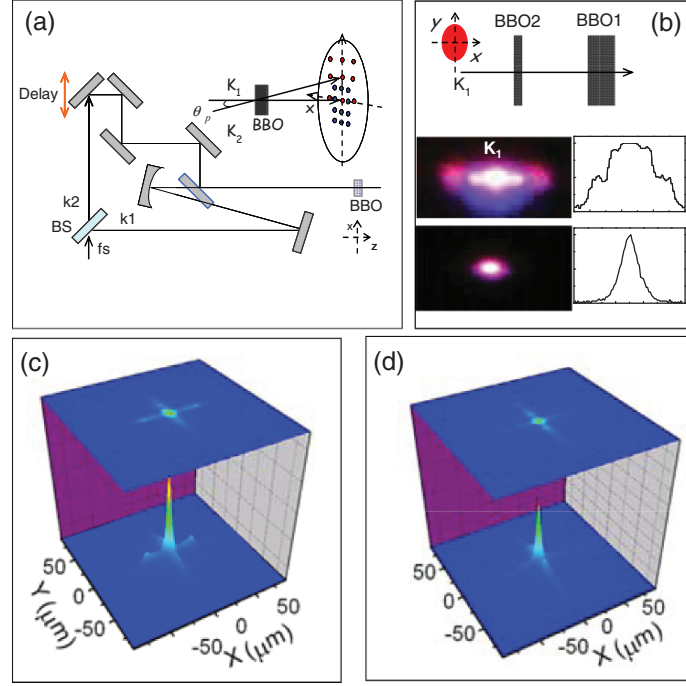 (a)
Delay
K₁
θₚ
K₂
BBO
x
k2
k1
BS
fs
BBO
x
z
(b)
BBO2
BBO1
y
x
K₁
K₁
(c)
50
0
-50
Y (μm)
-50
0
50
X (μm)
(d)
50
0
-50
-50
0
50
X (μm)